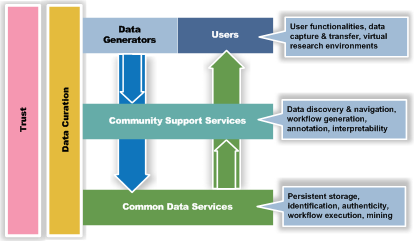 Trust
Data Curation
Data
Generators
Users
User functionalities, data
capture & transfer, virtual
research environments
Community Support Services
Data discovery & navigation,
workflow generation,
annotation, interpretability
Common Data Services
Persistent storage,
identification, authenticity,
workflow execution, mining